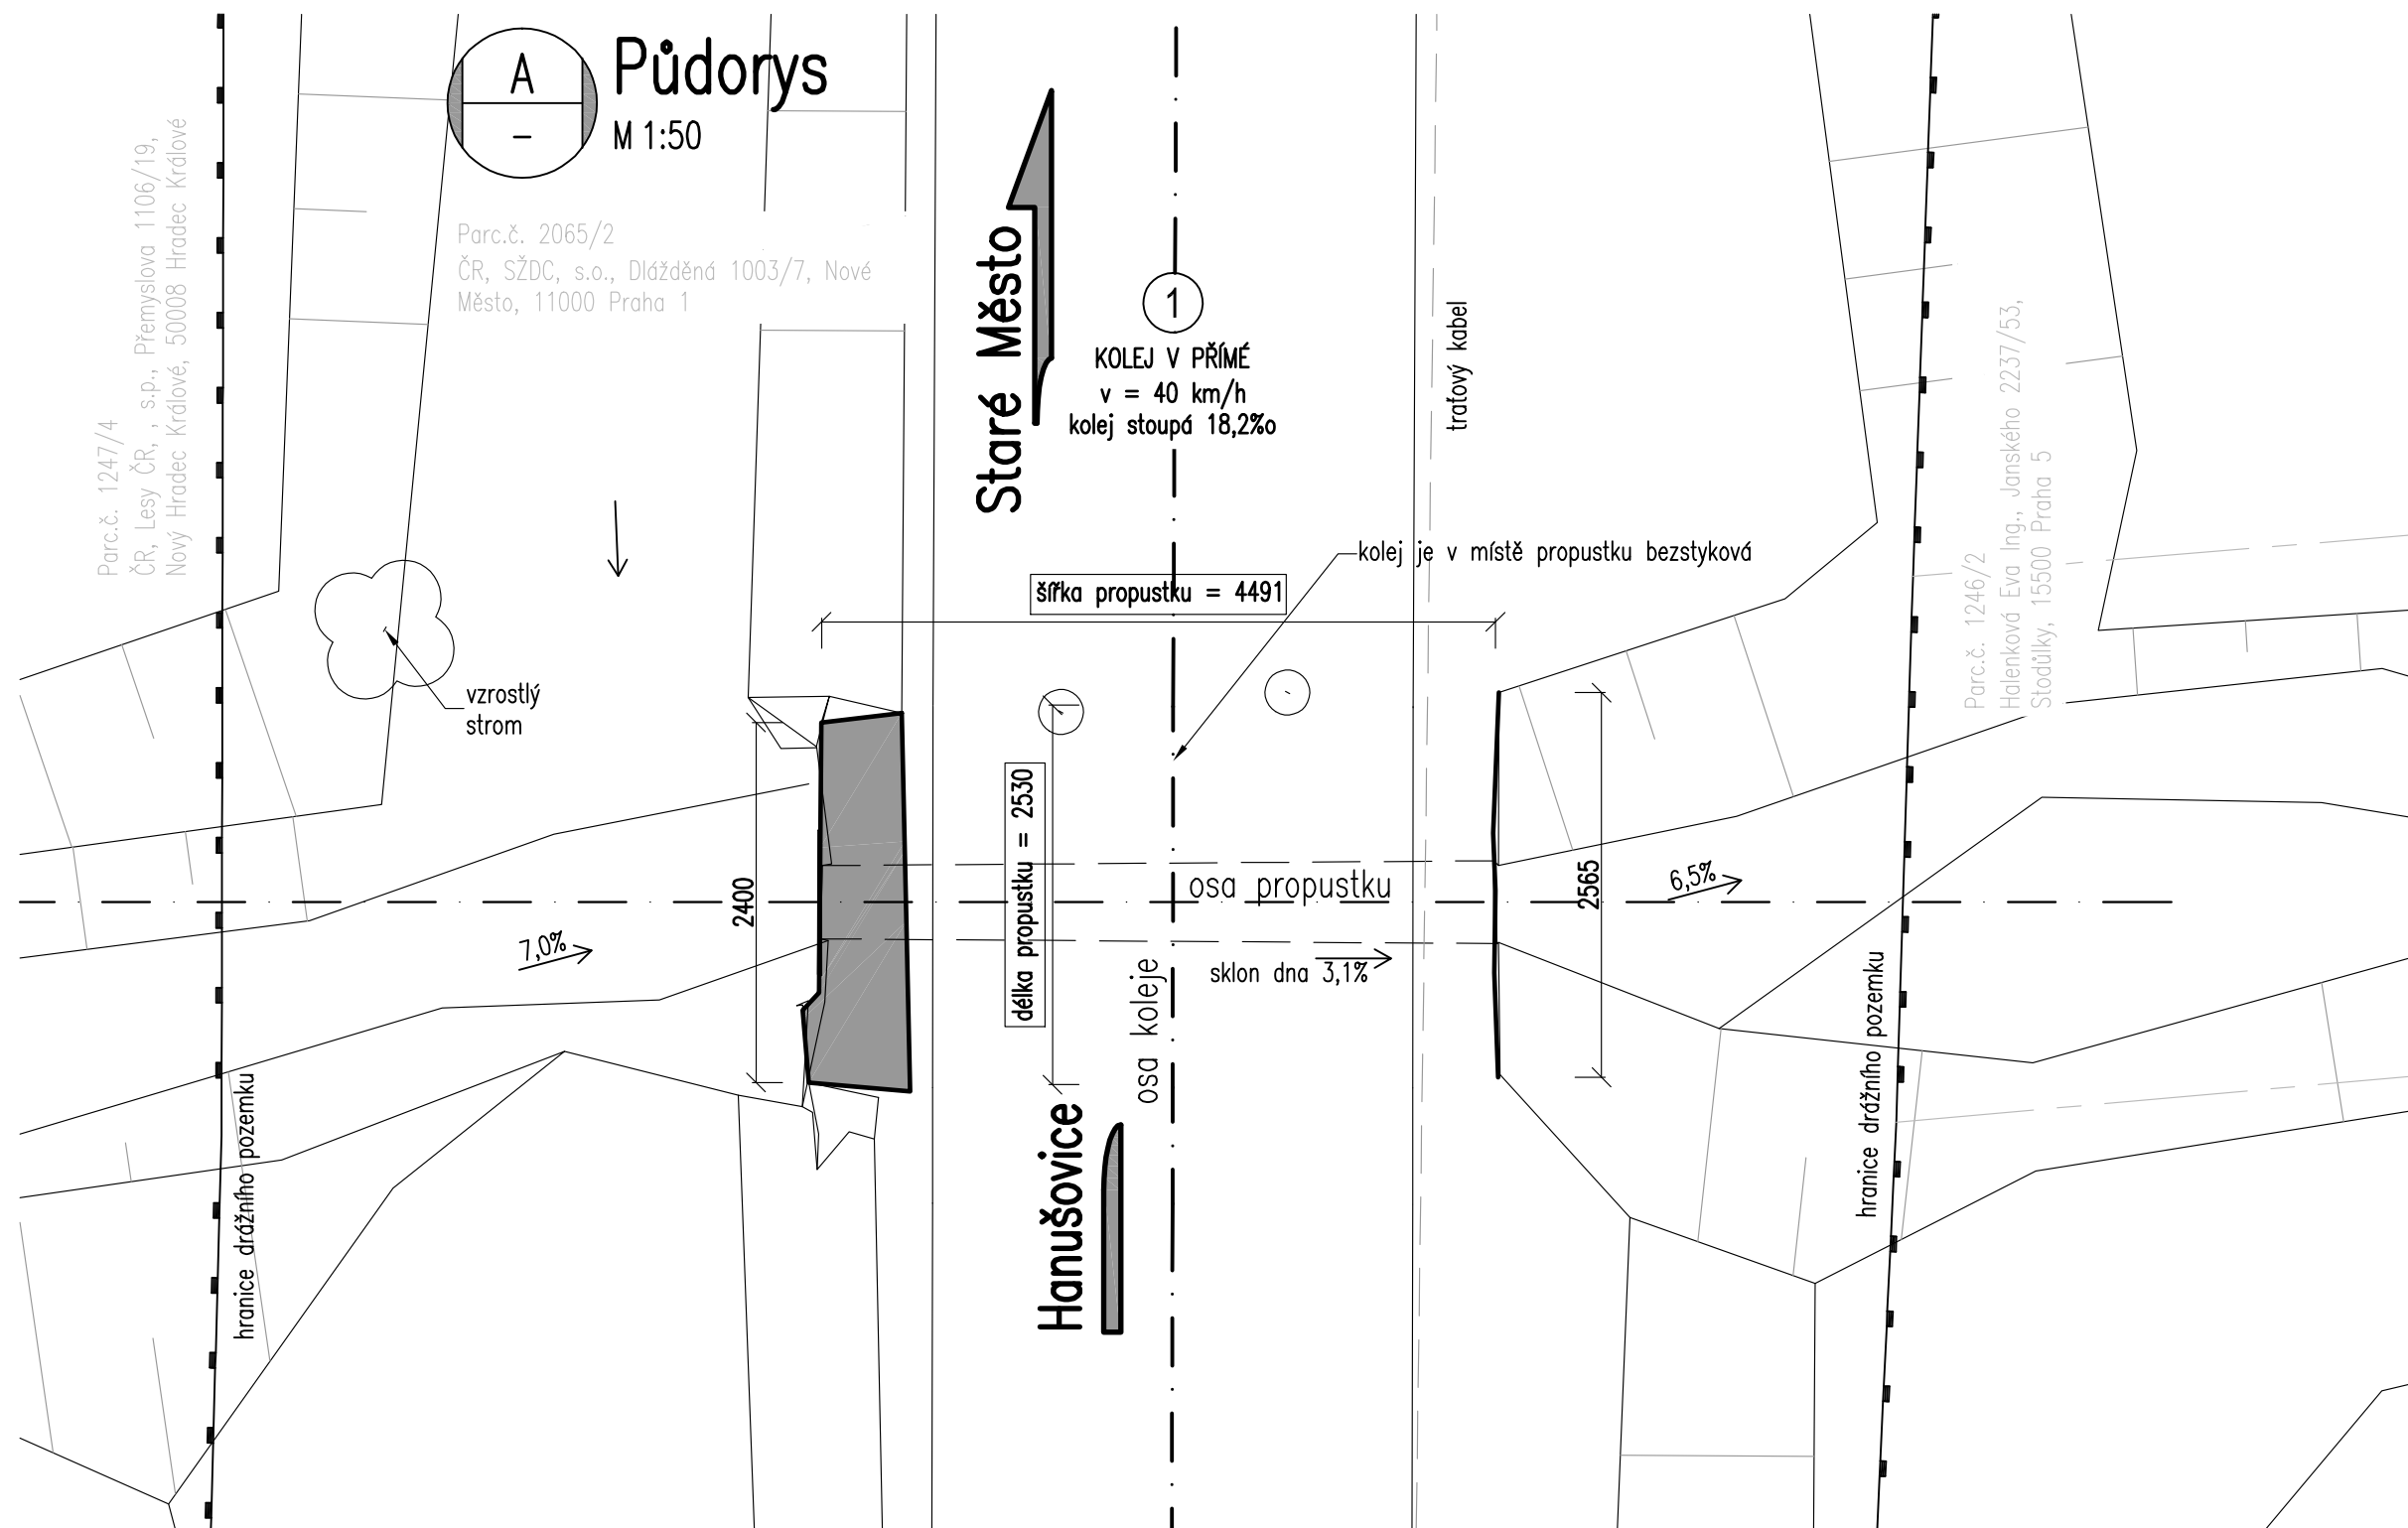 A
–
Půdorys
M 1:50
Parc.č. 1247/4
ČR, Lesy ČR, , s.p., Přemyslova 1106/19,
Nový Hradec Králové, 50008 Hradec Králové
Parc.č. 2065/2
ČR, SŽDC, s.o., Dlážděná 1003/7, Nové
Město, 11000 Praha 1
Staré Město
1
KOLEJ V PŘÍMÉ
v = 40 km/h
kolej stoupá 18,2%o
traťový kabel
Parc.č. 1246/2
Halenková Eva Ing., Janského 2237/53,
Stodůlky, 15500 Praha 5
kolej je v místě propustku bezstyková
šířka propustku = 4491
vzrostlý
strom
délka propustku = 2530
2400
2565
osa propustku
6,5%
7,0%
sklon dna 3,1%
osa koleje
Hanušovice
hranice drážního pozemku
hranice drážního pozemku